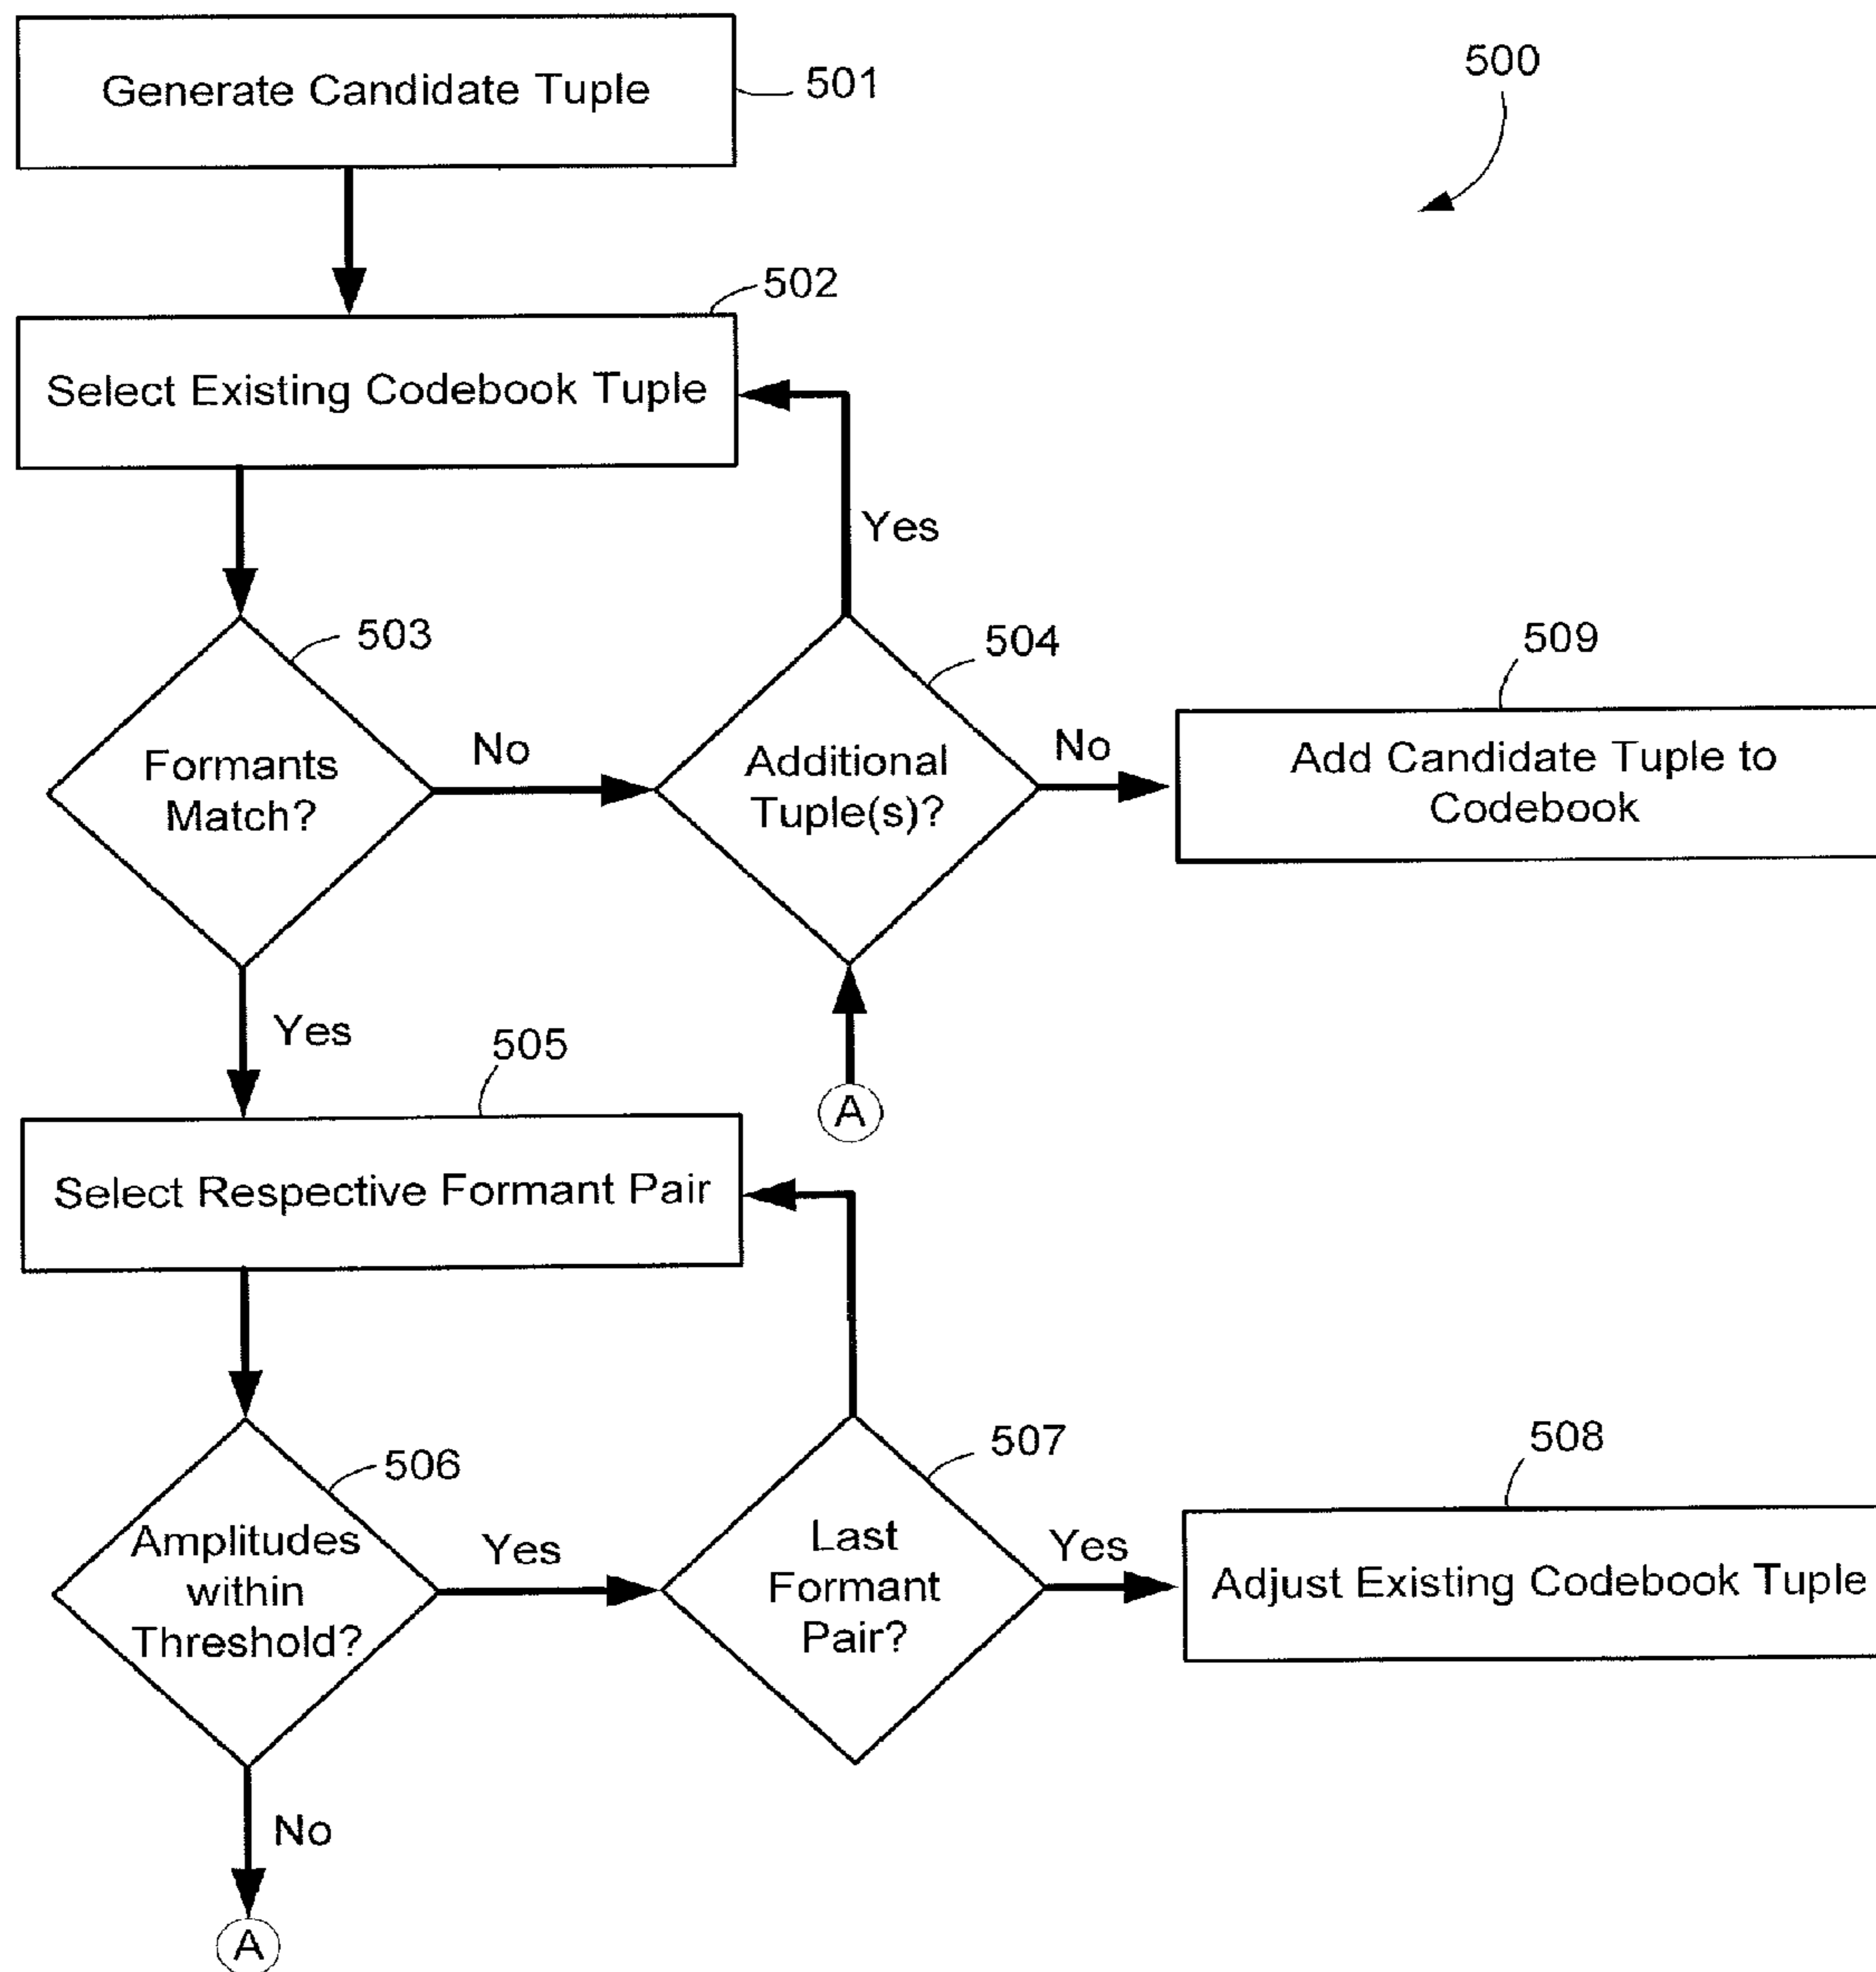 Generate Candidate Tuple
501
500
502
Select Existing Codebook Tuple
Yes
503
504
509
Formants
Match?
No
Additional
Tuple(s)?
No
Add Candidate Tuple to
Codebook
Yes
505
A
Select Respective Formant Pair
506
507
508
Amplitudes
within
Threshold?
Yes
Last
Formant
Pair?
Yes
Adjust Existing Codebook Tuple
No
A